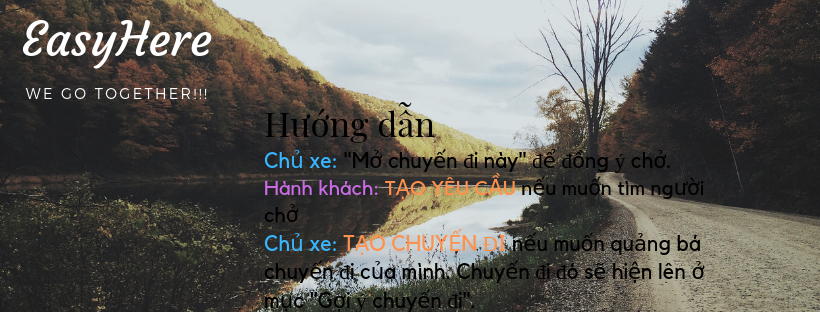 EasyHere
WE GO TOGETHER!!!
Hướng dẫn
Chủ xe: "Mở chuyến đi này" để đồng ý chở.
Hành khách: TẠO YÊU CẦU nếu muốn tìm người
chở
Chủ xe: TẠO CHUYẾN ĐI nếu muốn quảng bá
chuyến đi của mình. Chuyến đi đó sẽ hiện lên ở
mục "Gợi ý chuyến đi".